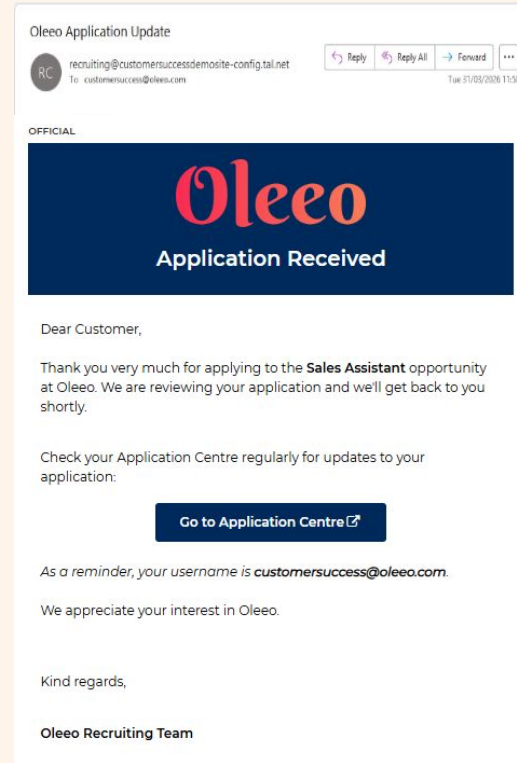 Oleeo Application Update
RC
recruiting@customersuccessdemosite-config.tal.net
To customersuccess@oleeo.com
Reply
Reply All
Forward
Tue 31/03/2026
OFFICIAL
Oleeo
Application Received
Dear Customer,
Thank you very much for applying to the Sales Assistant opportunity
at Oleeo. We are reviewing your application and we'll get back to you
shortly.
Check your Application Centre regularly for updates to your
application:
Go to Application Centre
As a reminder, your username is customersuccess@oleeo.com.
We appreciate your interest in Oleeo.
Kind regards,
Oleeo Recruiting Team